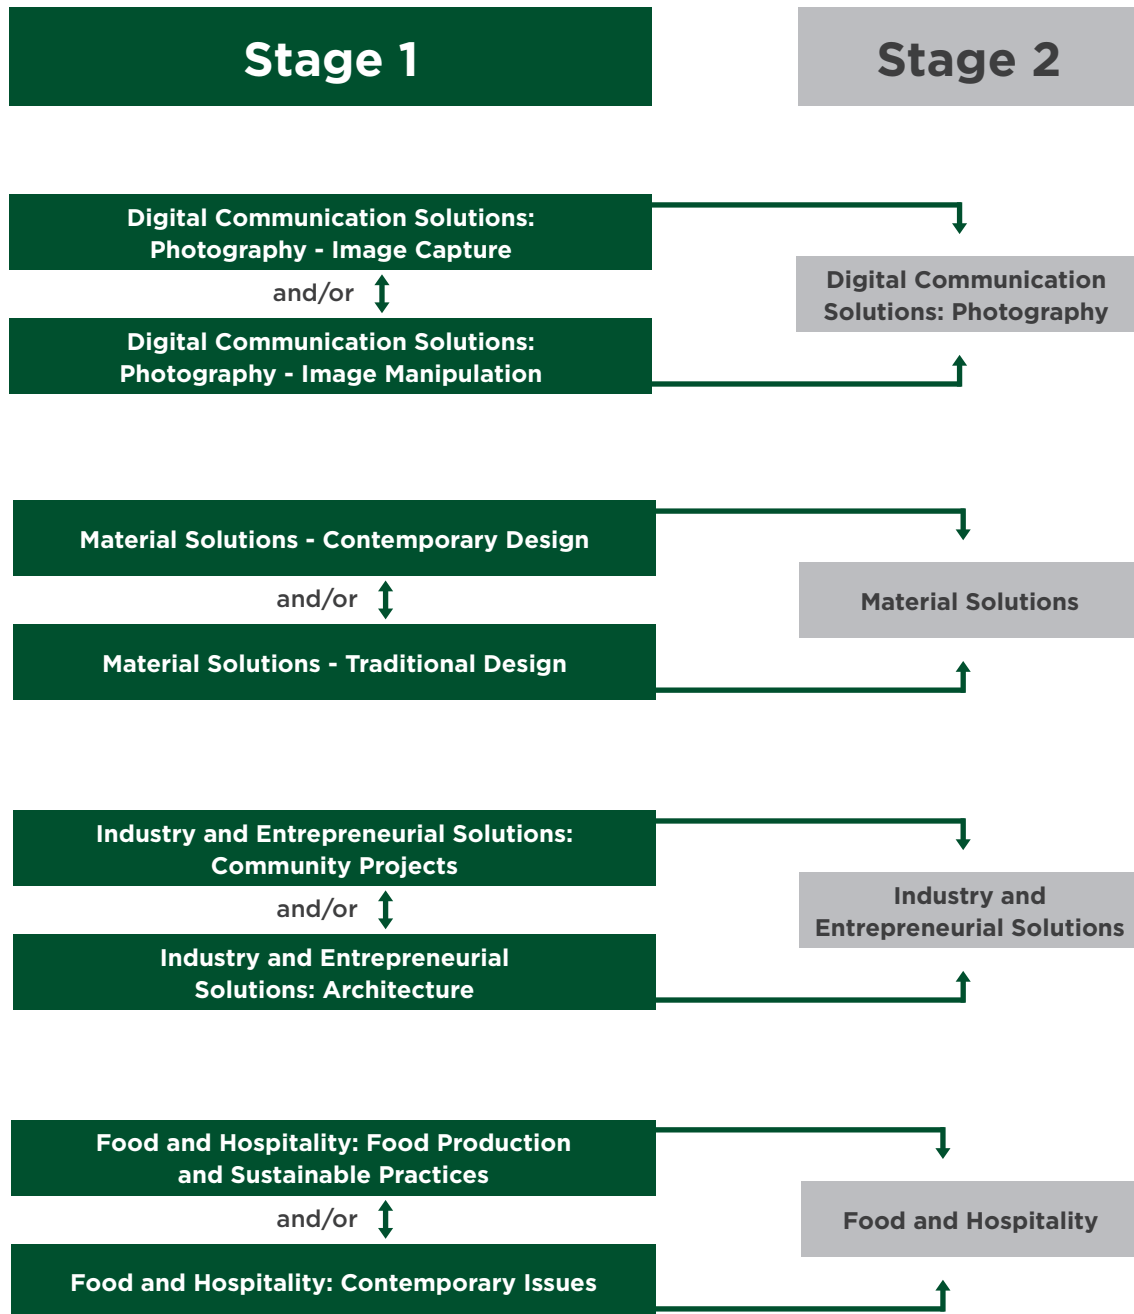 Stage 1
Stage 2
Digital Communication Solutions:
Photography - Image Capture
and/or
Digital Communication Solutions:
Photography - Image Manipulation
Digital Communication
Solutions: Photography
Material Solutions - Contemporary Design
and/or
Material Solutions - Traditional Design
Material Solutions
Industry and Entrepreneurial Solutions:
Community Projects
and/or
Industry and Entrepreneurial
Solutions: Architecture
Industry and
Entrepreneurial Solutions
Food and Hospitality: Food Production
and Sustainable Practices
and/or
Food and Hospitality: Contemporary Issues
Food and Hospitality